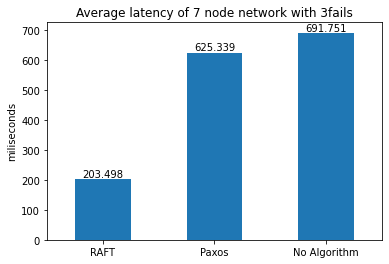 Average latency of 7 node network with 3fails
miliseconds
700
600
500
400
300
200
100
0
203.498
625.339
691.751
RAFT
Paxos
No Algorithm